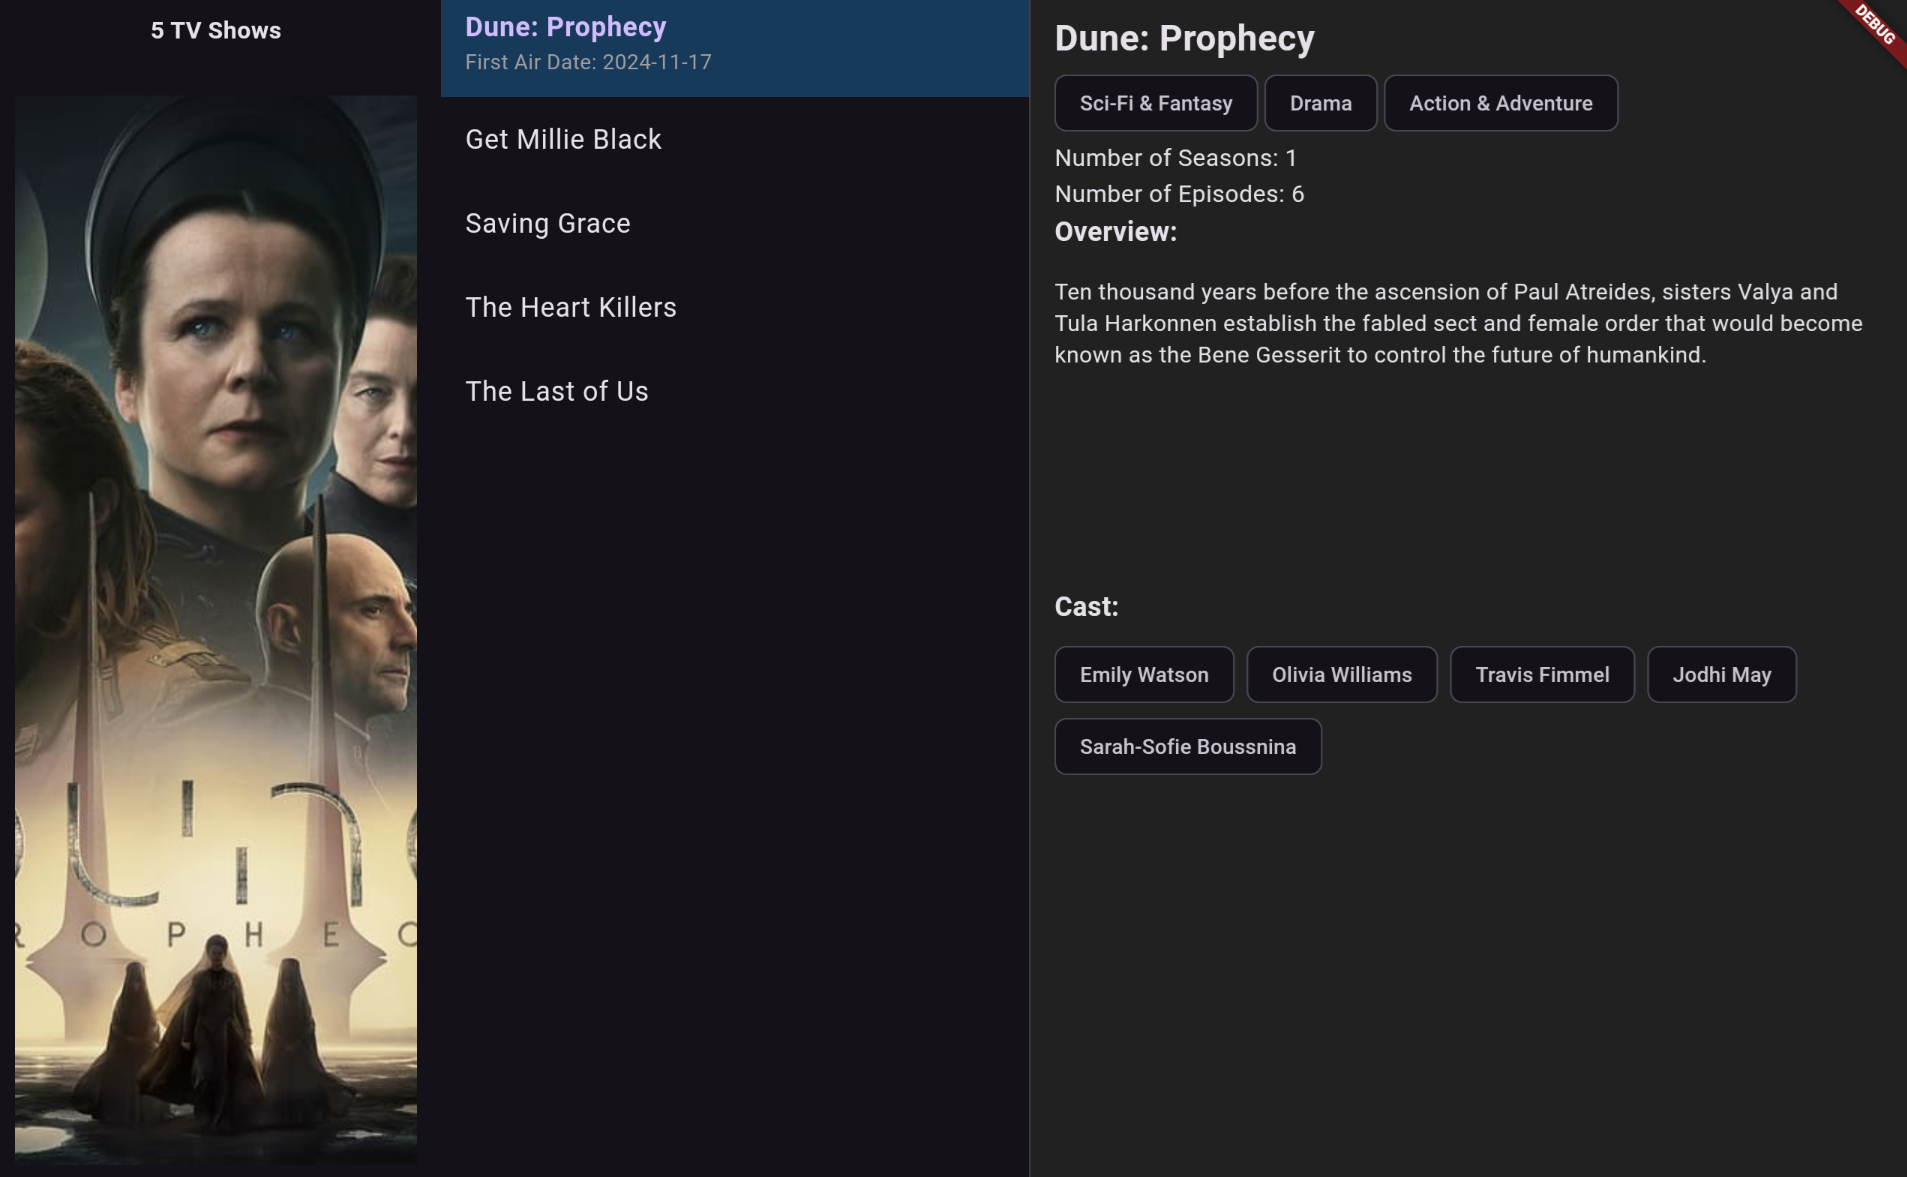 5 TV Shows
Dune: Prophecy
First Air Date: 2024-11-17
Get Millie Black
Saving Grace
The Heart Killers
The Last of Us
Dune: Prophecy
Sci-Fi & Fantasy
Drama
Action & Adventure
Number of Seasons: 1
Number of Episodes: 6
Overview:
Ten thousand years before the ascension of Paul Atreides, sisters Valya and
Tula Harkonnen establish the fabled sect and female order that would become
known as the Bene Gesserit to control the future of humankind.
Cast:
Emily Watson
Olivia Williams
Travis Fimmel
Jodhi May
Sarah-Sofie Boussnina
DEBUG
ROPHEC